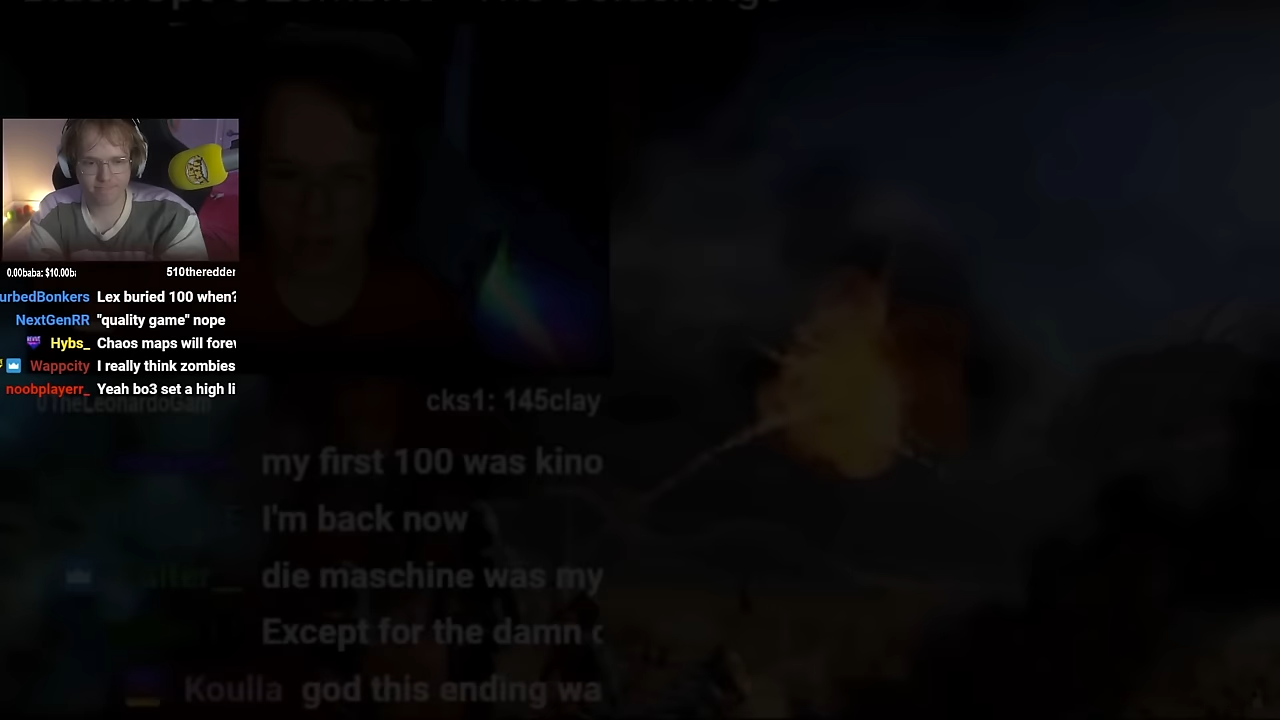 0.00baba: $10.00ba
510theredder
urbedBonkers Lex buried 100 when?
NextGenRR "quality game" nope
Hybs_ Chaos maps will forev
Wappcity I really think zombies
noobplayerr_ Yeah bo3 set a high li
cks1: 145clay
my first 100 was kino
I'm back now
die maschine was my
Except for the damn
Koulla god this ending wa